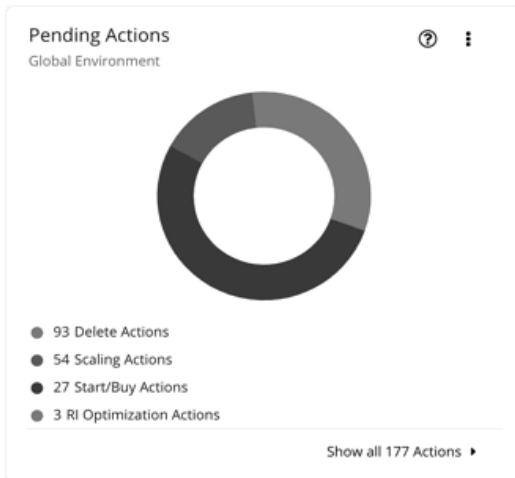 Pending Actions
Global Environment
93 Delete Actions
54 Scaling Actions
27 Start/Buy Actions
3 RI Optimization Actions
Show all 177 Actions